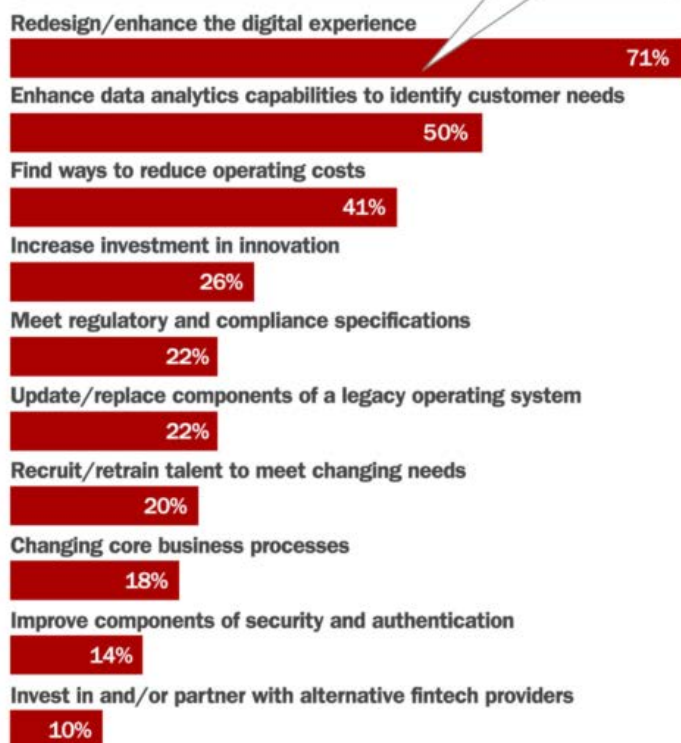 Redesign/enhance the digital experience
71%
Enhance data analytics capabilities to identify customer needs
50%
Find ways to reduce operating costs
41%
Increase investment in innovation
26%
Meet regulatory and compliance specifications
22%
Update/replace components of a legacy operating system
22%
Recruit/retrain talent to meet changing needs
20%
Changing core business processes
18%
Improve components of security and authentication
14%
Invest in and/or partner with alternative fintech providers
10%